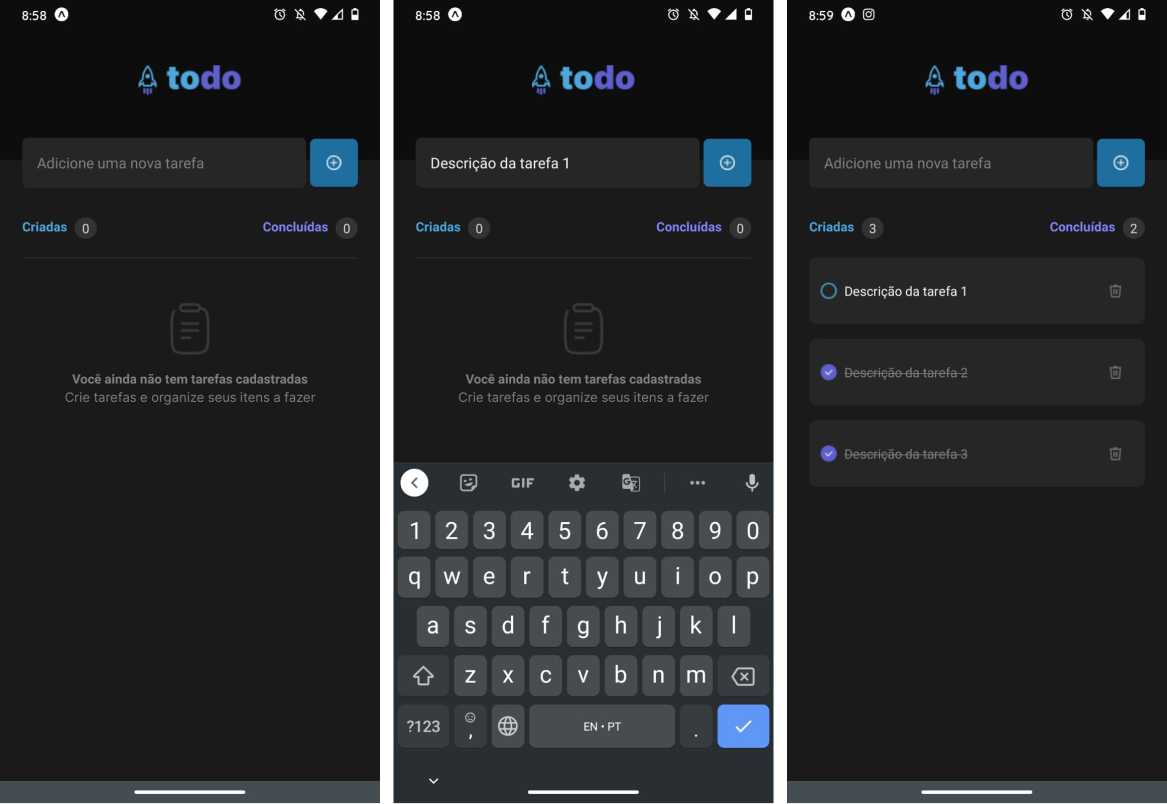 8:58
todo
Adicione uma nova tarefa
Criadas 0 Concluídas 0
Você ainda não tem tarefas cadastradas
Crie tarefas e organize seus itens a fazer
8:58
todo
Descrição da tarefa 1
Criadas 0 Concluídas 0
Você ainda não tem tarefas cadastradas
Crie tarefas e organize seus itens a fazer
GIF
1 2 3 4 5 6 7 8 9 0
q w e r t y u i o p
a s d f g h j k l
z x c v b n m
?123 , EN • PT .
8:59
todo
Adicione uma nova tarefa
Criadas 3 Concluídas 2
Descrição da tarefa 1
Descrição da tarefa 2
Descrição da tarefa 3